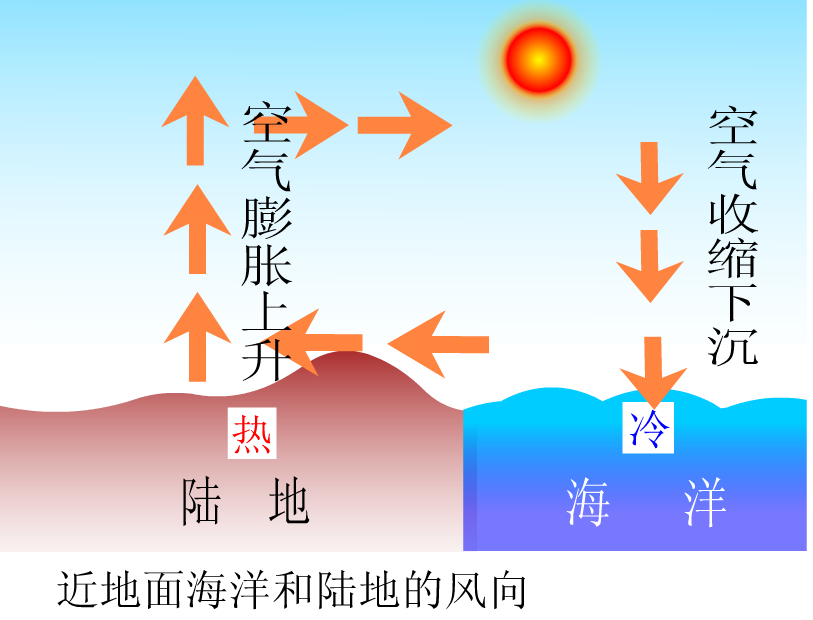 空气膨胀上升
空气收缩下沉
热
冷
陆 地
海 洋
近地面海洋和陆地的风向